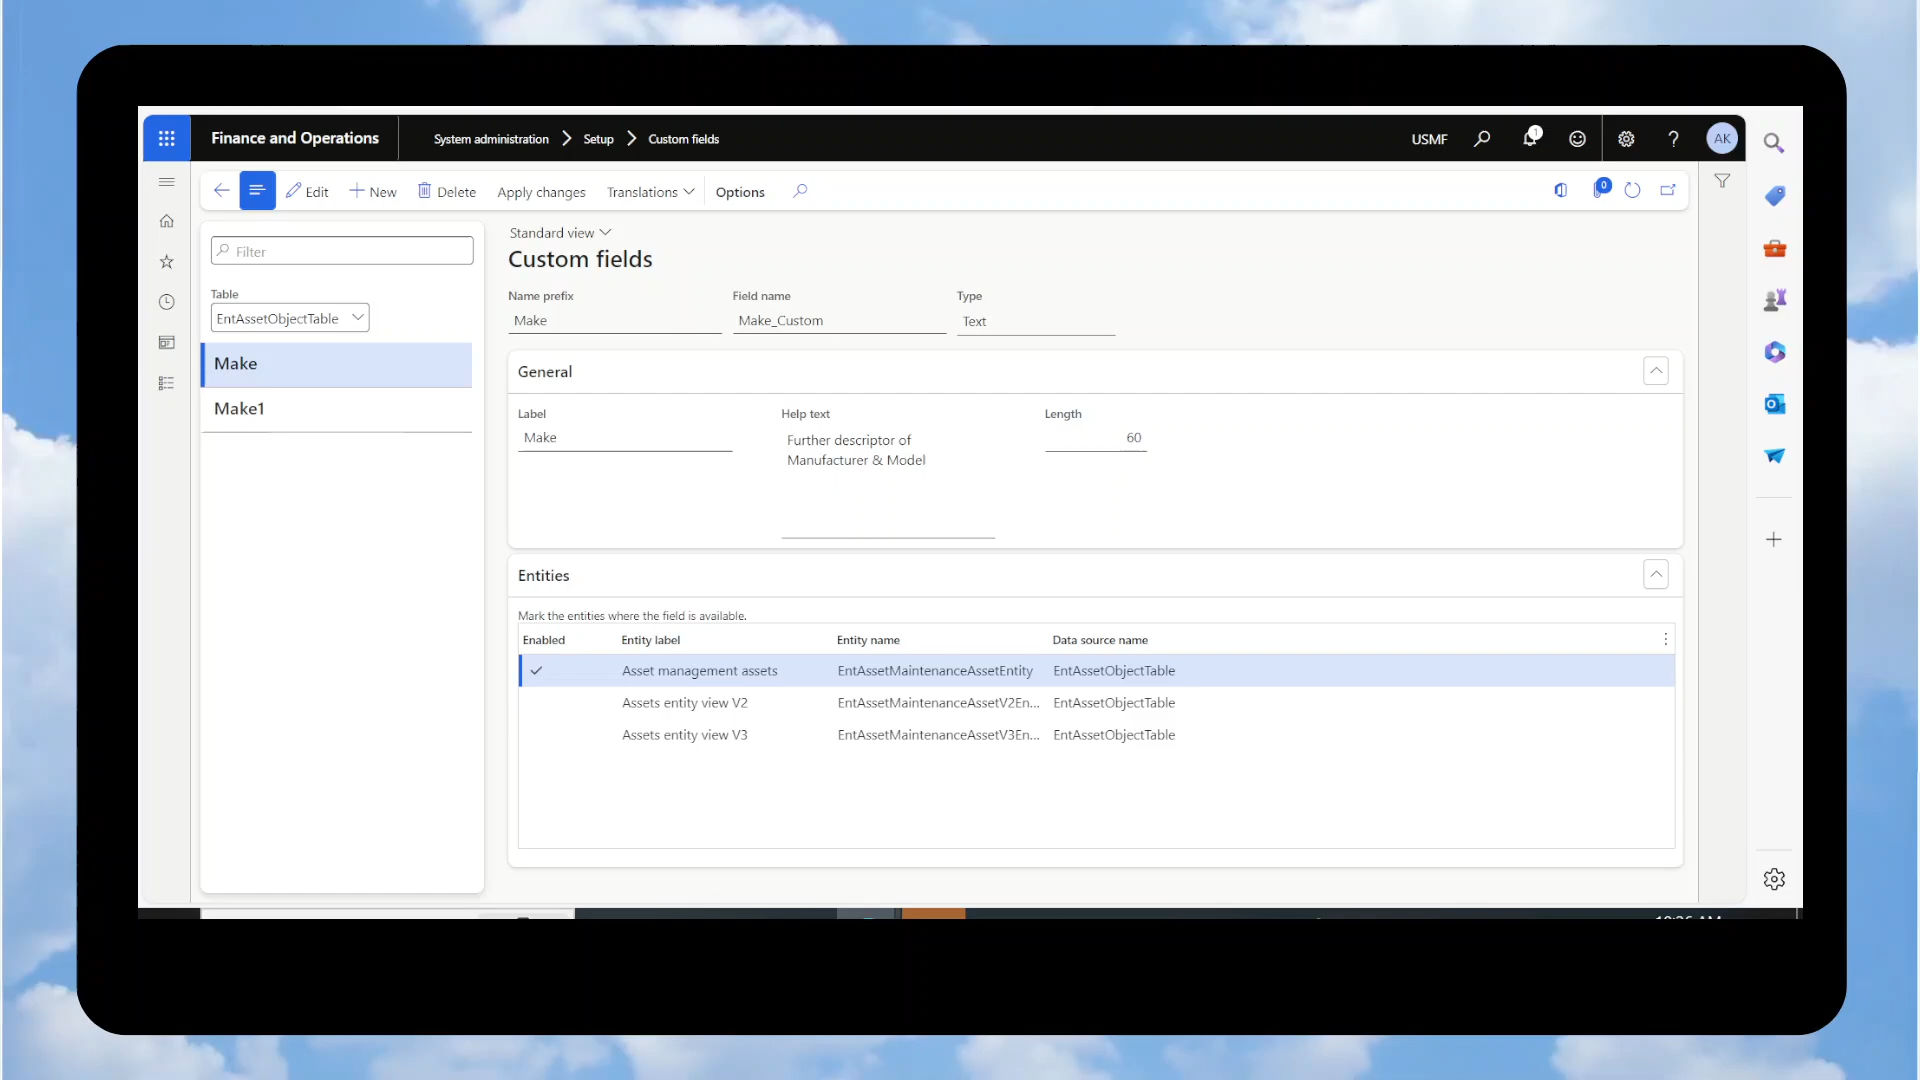 Finance and Operations
System administration
Setup
Custom fields
USMF
1
?
AK
Edit
New
Delete
Apply changes
Translations
Options
0
Filter
Table
EntAssetObjectTable
Make
Make1
Standard view
Custom fields
Name prefix
Field name
Type
Make
Make_Custom
Text
General
Label
Help text
Length
Make
Further descriptor of
Manufacturer & Model
60
Entities
Mark the entities where the field is available.
Enabled
Entity label
Entity name
Data source name
Asset management assets
EntAssetMaintenanceAssetEntity
EntAssetObjectTable
Assets entity view V2
EntAssetMaintenanceAssetV2En...
EntAssetObjectTable
Assets entity view V3
EntAssetMaintenanceAssetV3En...
EntAssetObjectTable